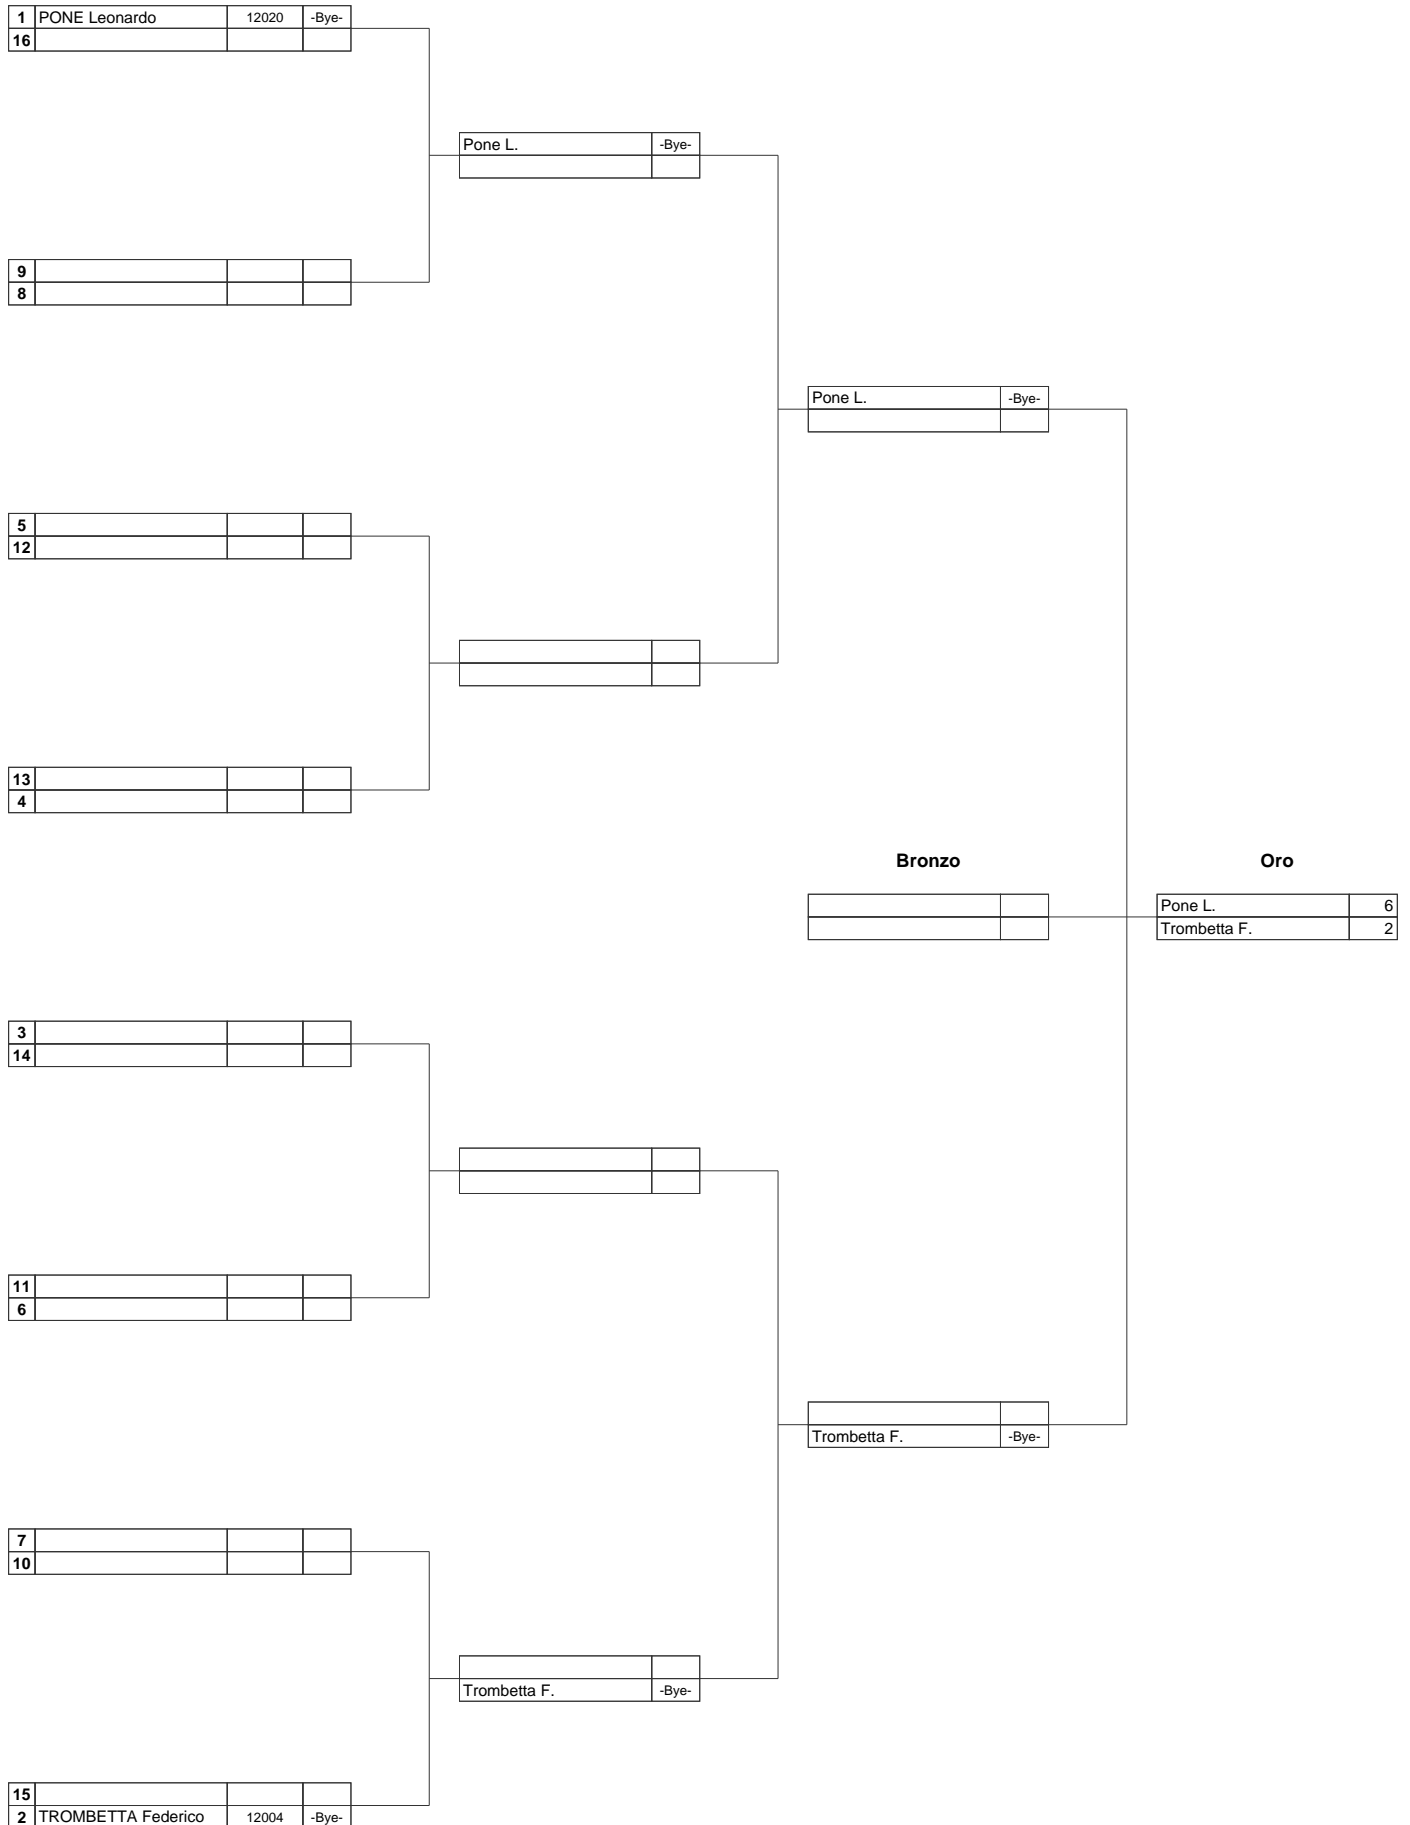 1 PONE Leonardo 12020 -Bye-
16
Pone L. -Bye-
9
8
Pone L. -Bye-
5
12
13
4
Bronzo Oro
Pone L. 6
Trombetta F. 2
3
14
11
6
Trombetta F. -Bye-
7
10
Trombetta F. -Bye-
15
2 TROMBETTA Federico 12004 -Bye-